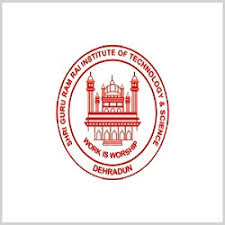 SHRI GURU RAM RAI INSTITUTE OF TECHNOLOGY & SCIENCE
WORK IS WORSHIP
DEHRADUN